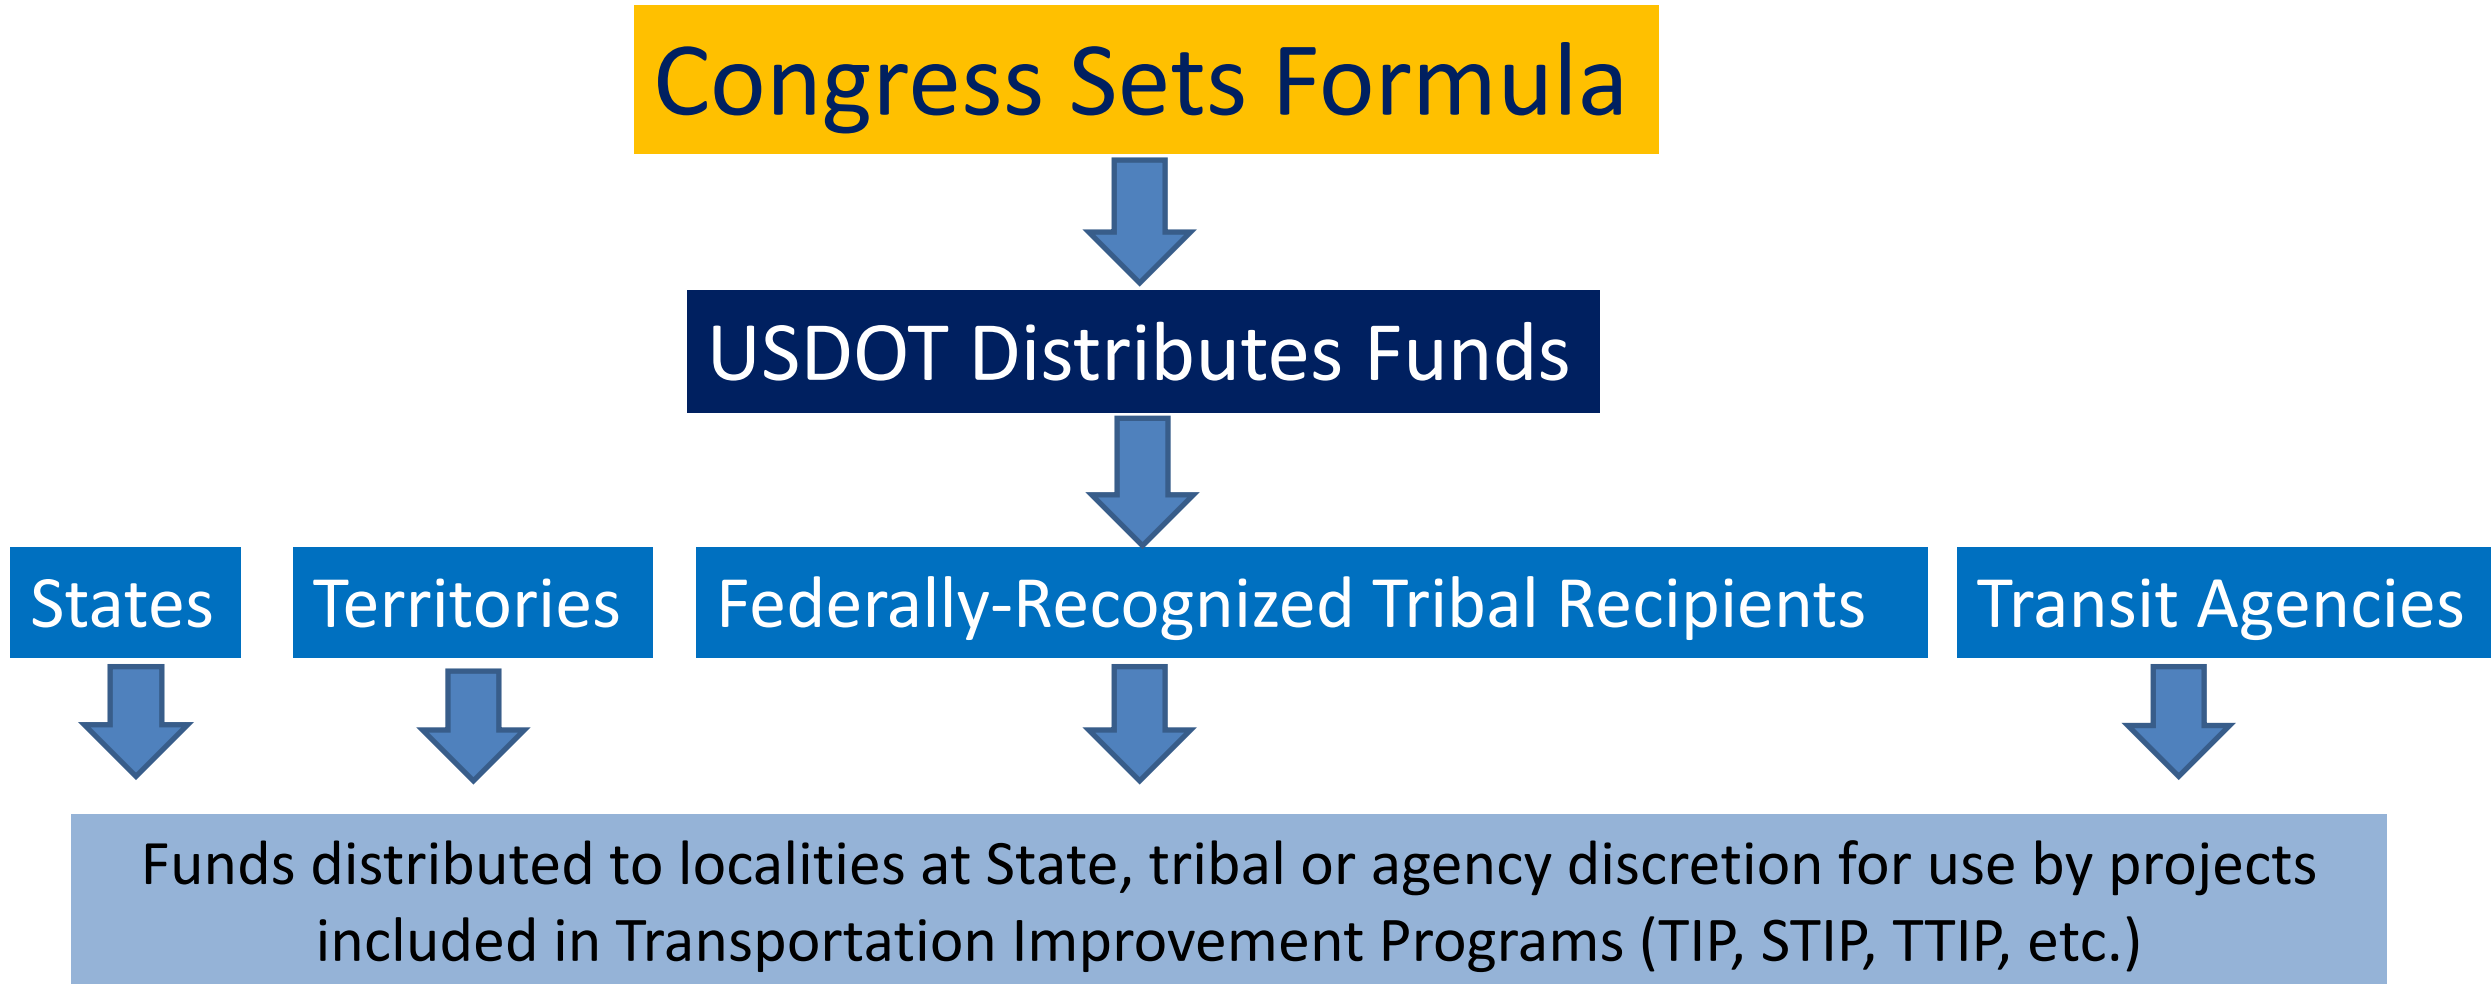 Congress Sets Formula
USDOT Distributes Funds
States
Territories
Federally-Recognized Tribal Recipients
Transit Agencies
Funds distributed to localities at State, tribal or agency discretion for use by projects
included in Transportation Improvement Programs (TIP, STIP, TTIP, etc.)